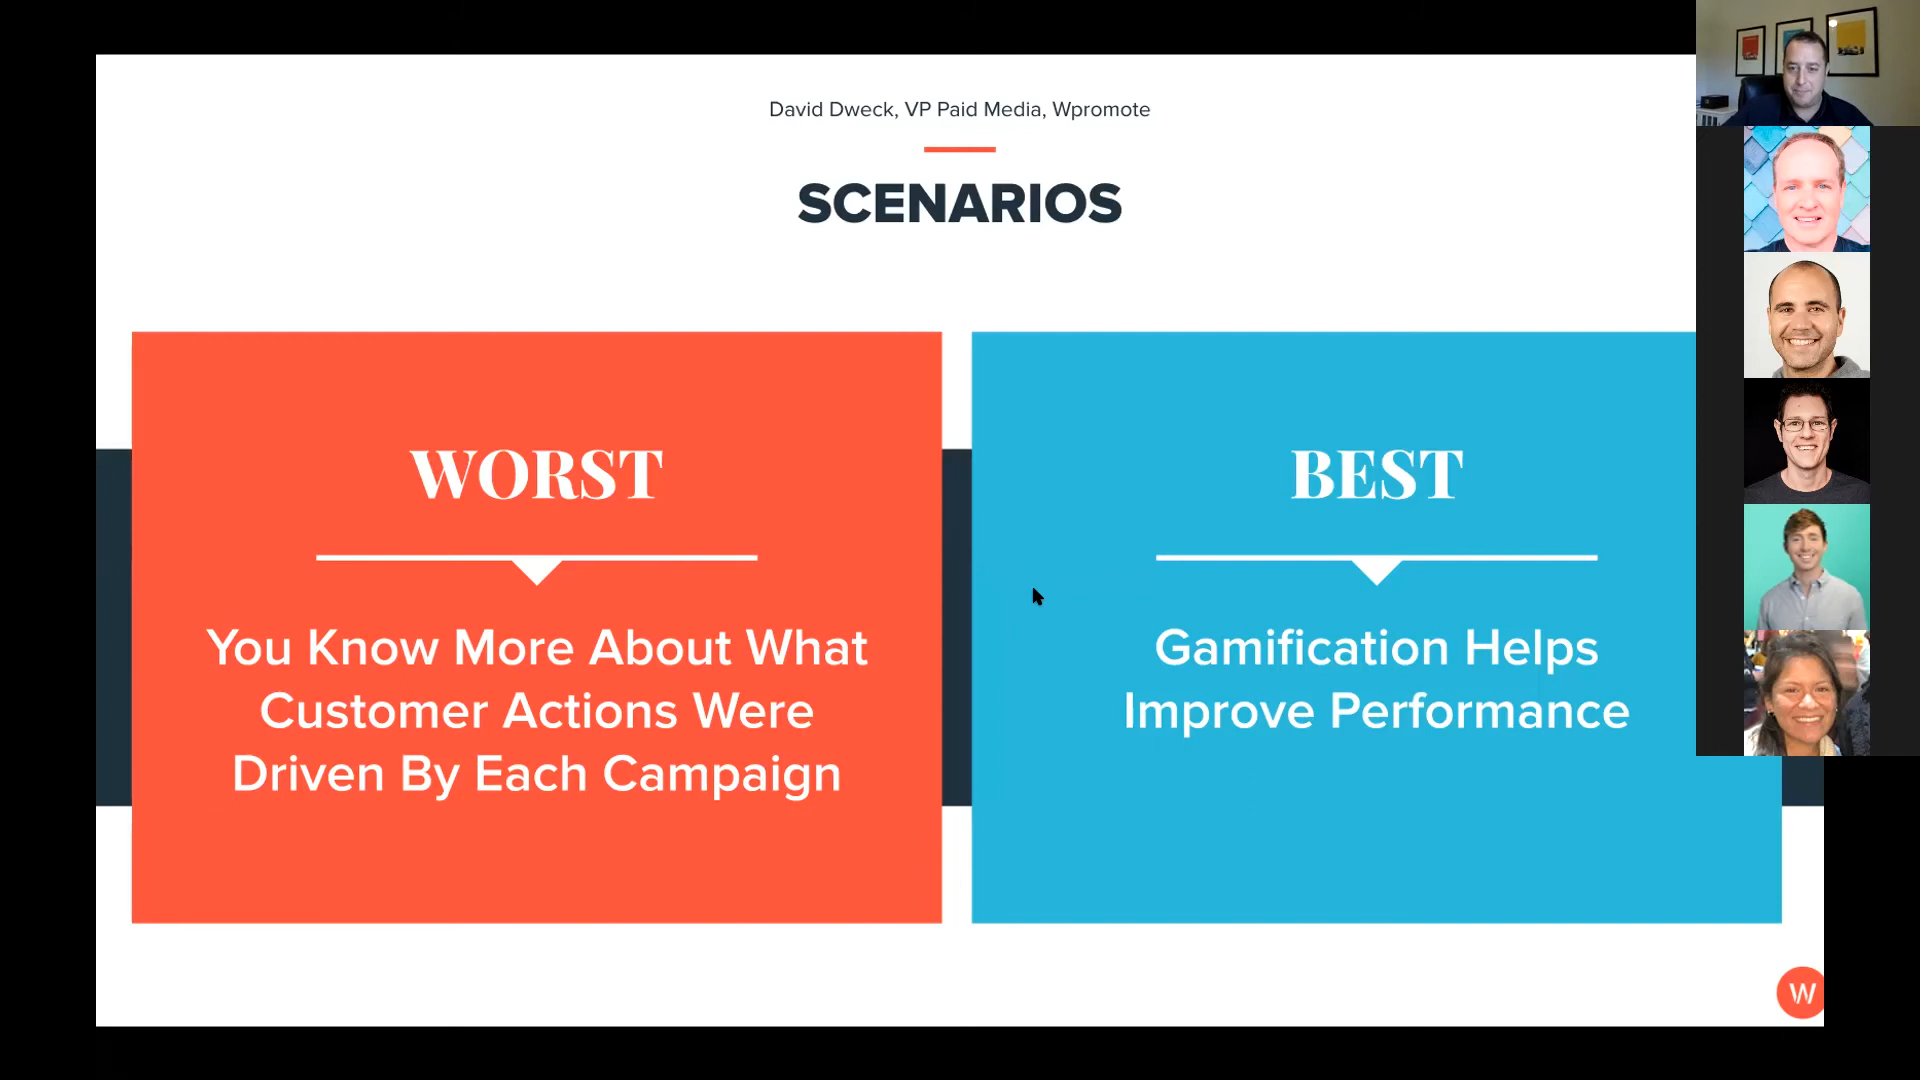 David Dweck, VP Paid Media, Wpromote
SCENARIOS
WORST
You Know More About What
Customer Actions Were
Driven By Each Campaign
BEST
Gamification Helps
Improve Performance
W